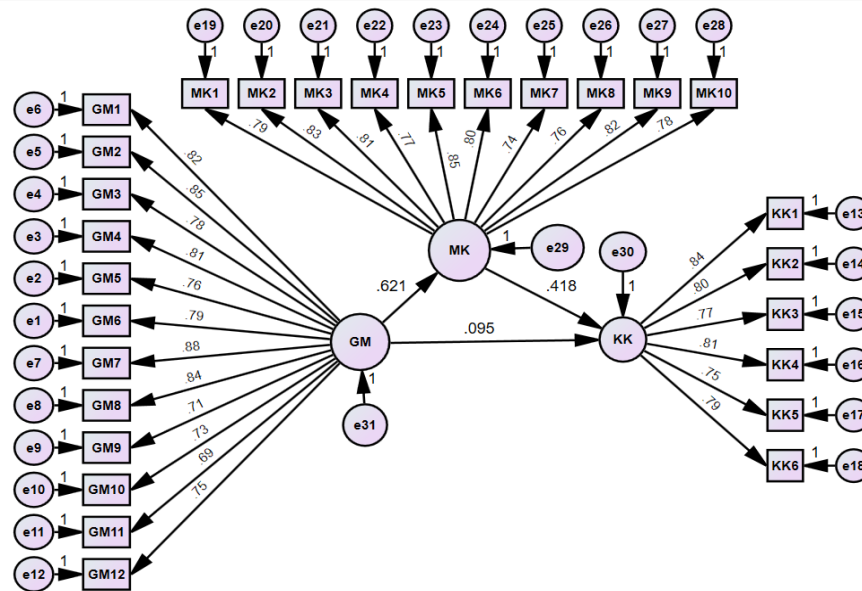 e19 e20 e21 e22 e23 e24 e25 e26 e27 e28
1 1 1 1 1 1 1 1 1 1
MK1 MK2 MK3 MK4 MK5 MK6 MK7 MK8 MK9 MK10
.79 .83 .81 .77 .85 .80 .74 .76 .82 .78
e6 1 GM1
e5 1 GM2
e4 1 GM3
e3 1 GM4
e2 1 GM5
e1 1 GM6
e7 1 GM7
e8 1 GM8
e9 1 GM9
e10 1 GM10
e11 1 GM11
e12 1 GM12
.82
.85
.78
.81
.76
.79
.88
.84
.71
.73
.69
.75
MK 1 e29
e30
1
.621
.418
GM
.095
KK
1
e31
.84
.80
.77
.81
.75
.79
KK1 1 e13
KK2 1 e14
KK3 1 e15
KK4 1 e16
KK5 1 e17
KK6 1 e18